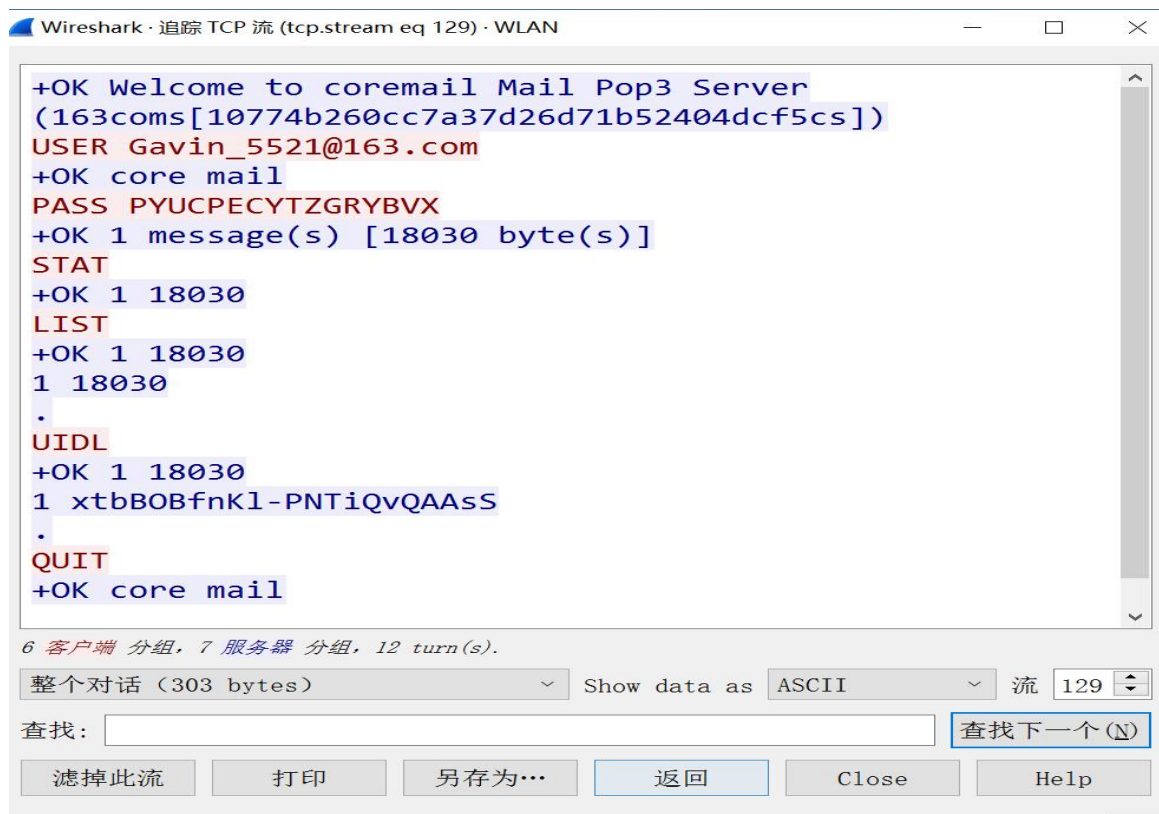 Wireshark · 追踪 TCP 流 (tcp.stream eq 129) · WLAN
+OK Welcome to coremail Mail Pop3 Server
(163coms[10774b260cc7a37d26d71b52404dcf5cs])
USER Gavin_5521@163.com
+OK core mail
PASS PYUCPECYTZGRYBVX
+OK 1 message(s) [18030 byte(s)]
STAT
+OK 1 18030
LIST
+OK 1 18030
1 18030
.
UIDL
+OK 1 18030
1 xtbBOBfnKl-PNTiQvQAAsS
.
QUIT
+OK core mail
6 客户端 分组，7 服务器 分组，12 turn(s).
整个对话（303 bytes） Show data as ASCII 流 129
查找: 查找下一个(N)
滤掉此流 打印 另存为… 返回 Close Help